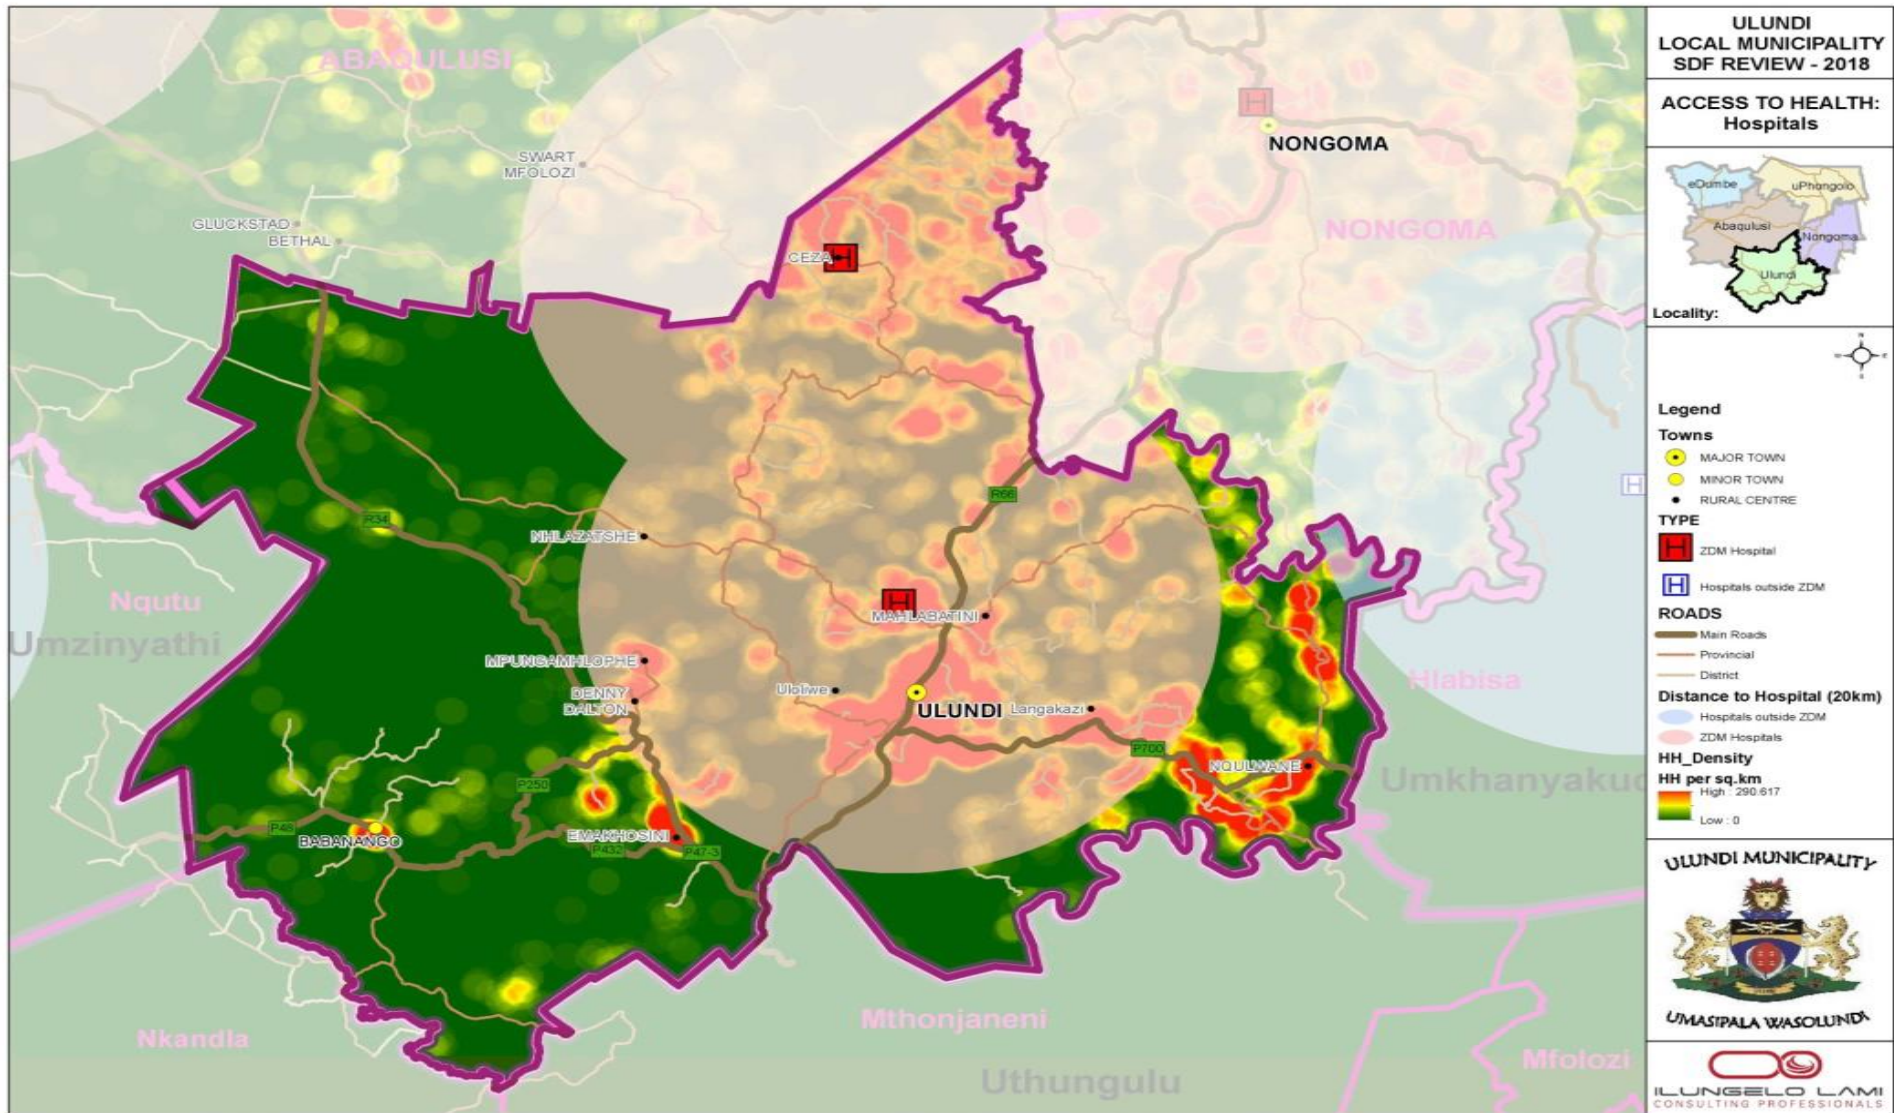 ABAQULUSI
SWART
MFOLOZI
GLUCKSTAD
BETHAL
CEZA
H
H
NONGOMA
NONGOMA
H
R66
R34
NHLAZATSHE
Nqutu
Umzinyathi
H
MAHLABATINI
MPUNGAMHLOPHE
DENNY
DALTON
Uloliwe
ULUNDI
Langakazi
P700
NQULWANE
Hlabisa
P250
P48
BABANANGO
EMAKHOSINI
P432
P47-3
Umkhanyakuc
Nkandla
Mthonjaneni
Uthungulu
Mfolozi
ULUNDI
LOCAL MUNICIPALITY
SDF REVIEW - 2018
ACCESS TO HEALTH:
Hospitals
eDumbe
uPhongolo
Abaqulusi
Nongoma
Ulundi
Locality:
N
W
E
S
Legend
Towns
MAJOR TOWN
MINOR TOWN
RURAL CENTRE
TYPE
H ZDM Hospital
H Hospitals outside ZDM
ROADS
Main Roads
Provincial
District
Distance to Hospital (20km)
Hospitals outside ZDM
ZDM Hospitals
HH_Density
HH per sq.km
High : 290.617
Low : 0
ULUNDI MUNICIPALITY
UMASIPALA WASOLUNDI
ILUNGELO LAMI
CONSULTING PROFESSIONALS